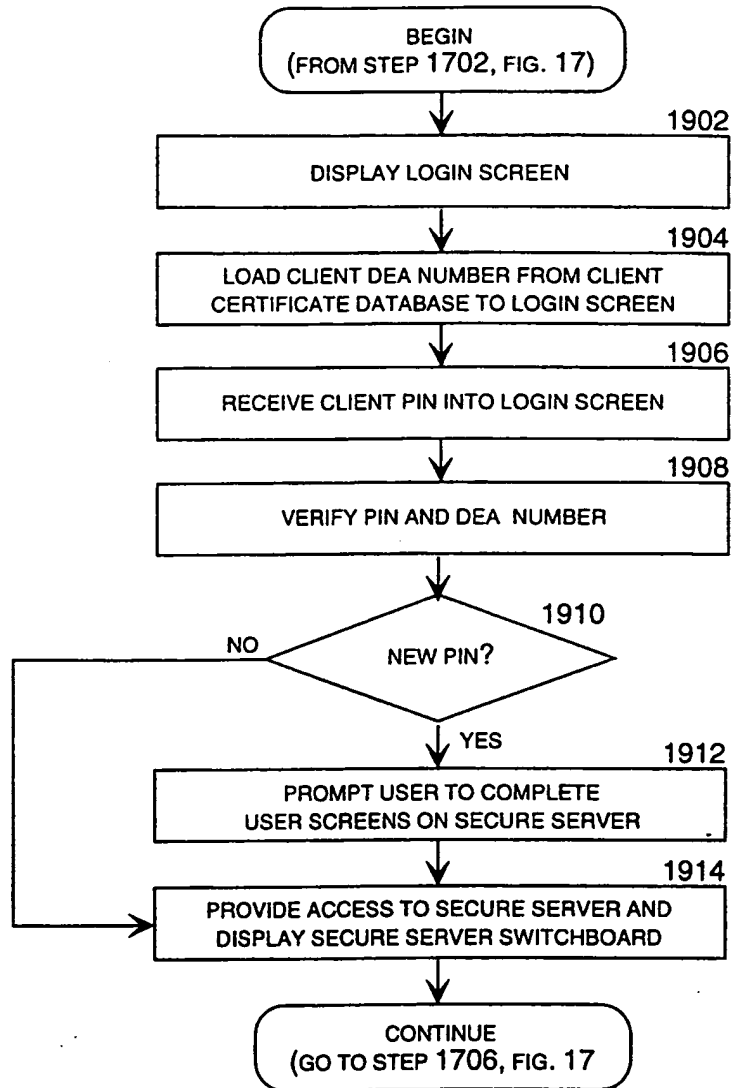 BEGIN
(FROM STEP 1702, FIG. 17)
1902
DISPLAY LOGIN SCREEN
1904
LOAD CLIENT DEA NUMBER FROM CLIENT
CERTIFICATE DATABASE TO LOGIN SCREEN
1906
RECEIVE CLIENT PIN INTO LOGIN SCREEN
1908
VERIFY PIN AND DEA NUMBER
1910
NO
NEW PIN?
YES
1912
PROMPT USER TO COMPLETE
USER SCREENS ON SECURE SERVER
1914
PROVIDE ACCESS TO SECURE SERVER AND
DISPLAY SECURE SERVER SWITCHBOARD
CONTINUE
(GO TO STEP 1706, FIG. 17